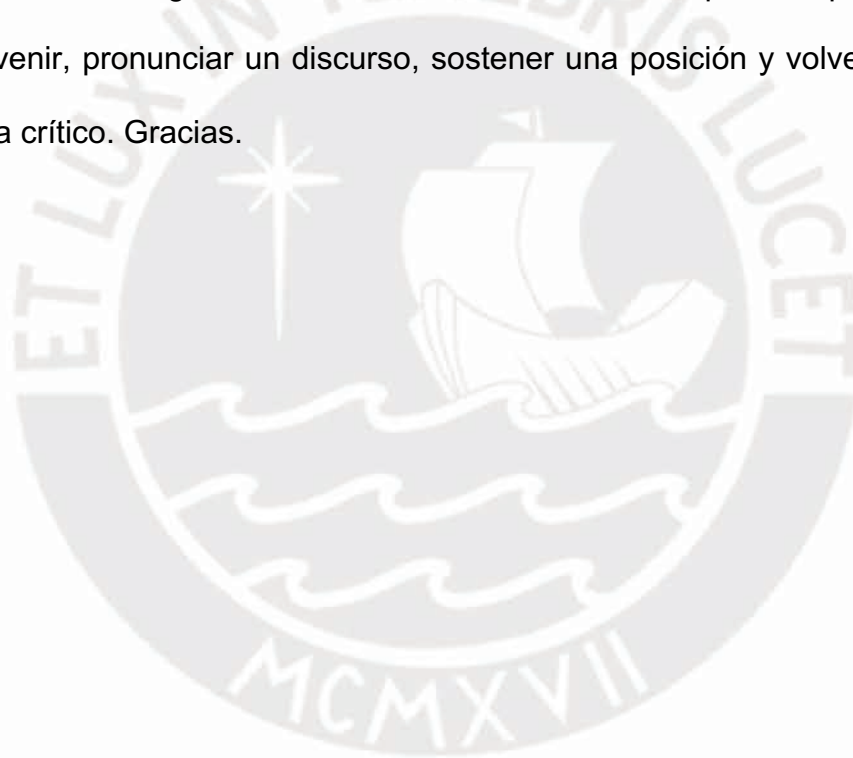 venir, pronunciar un discurso, sostener una posición y volve
a crítico. Gracias.
ET LUX IN TENEBRIS LUCET
MCMXVII